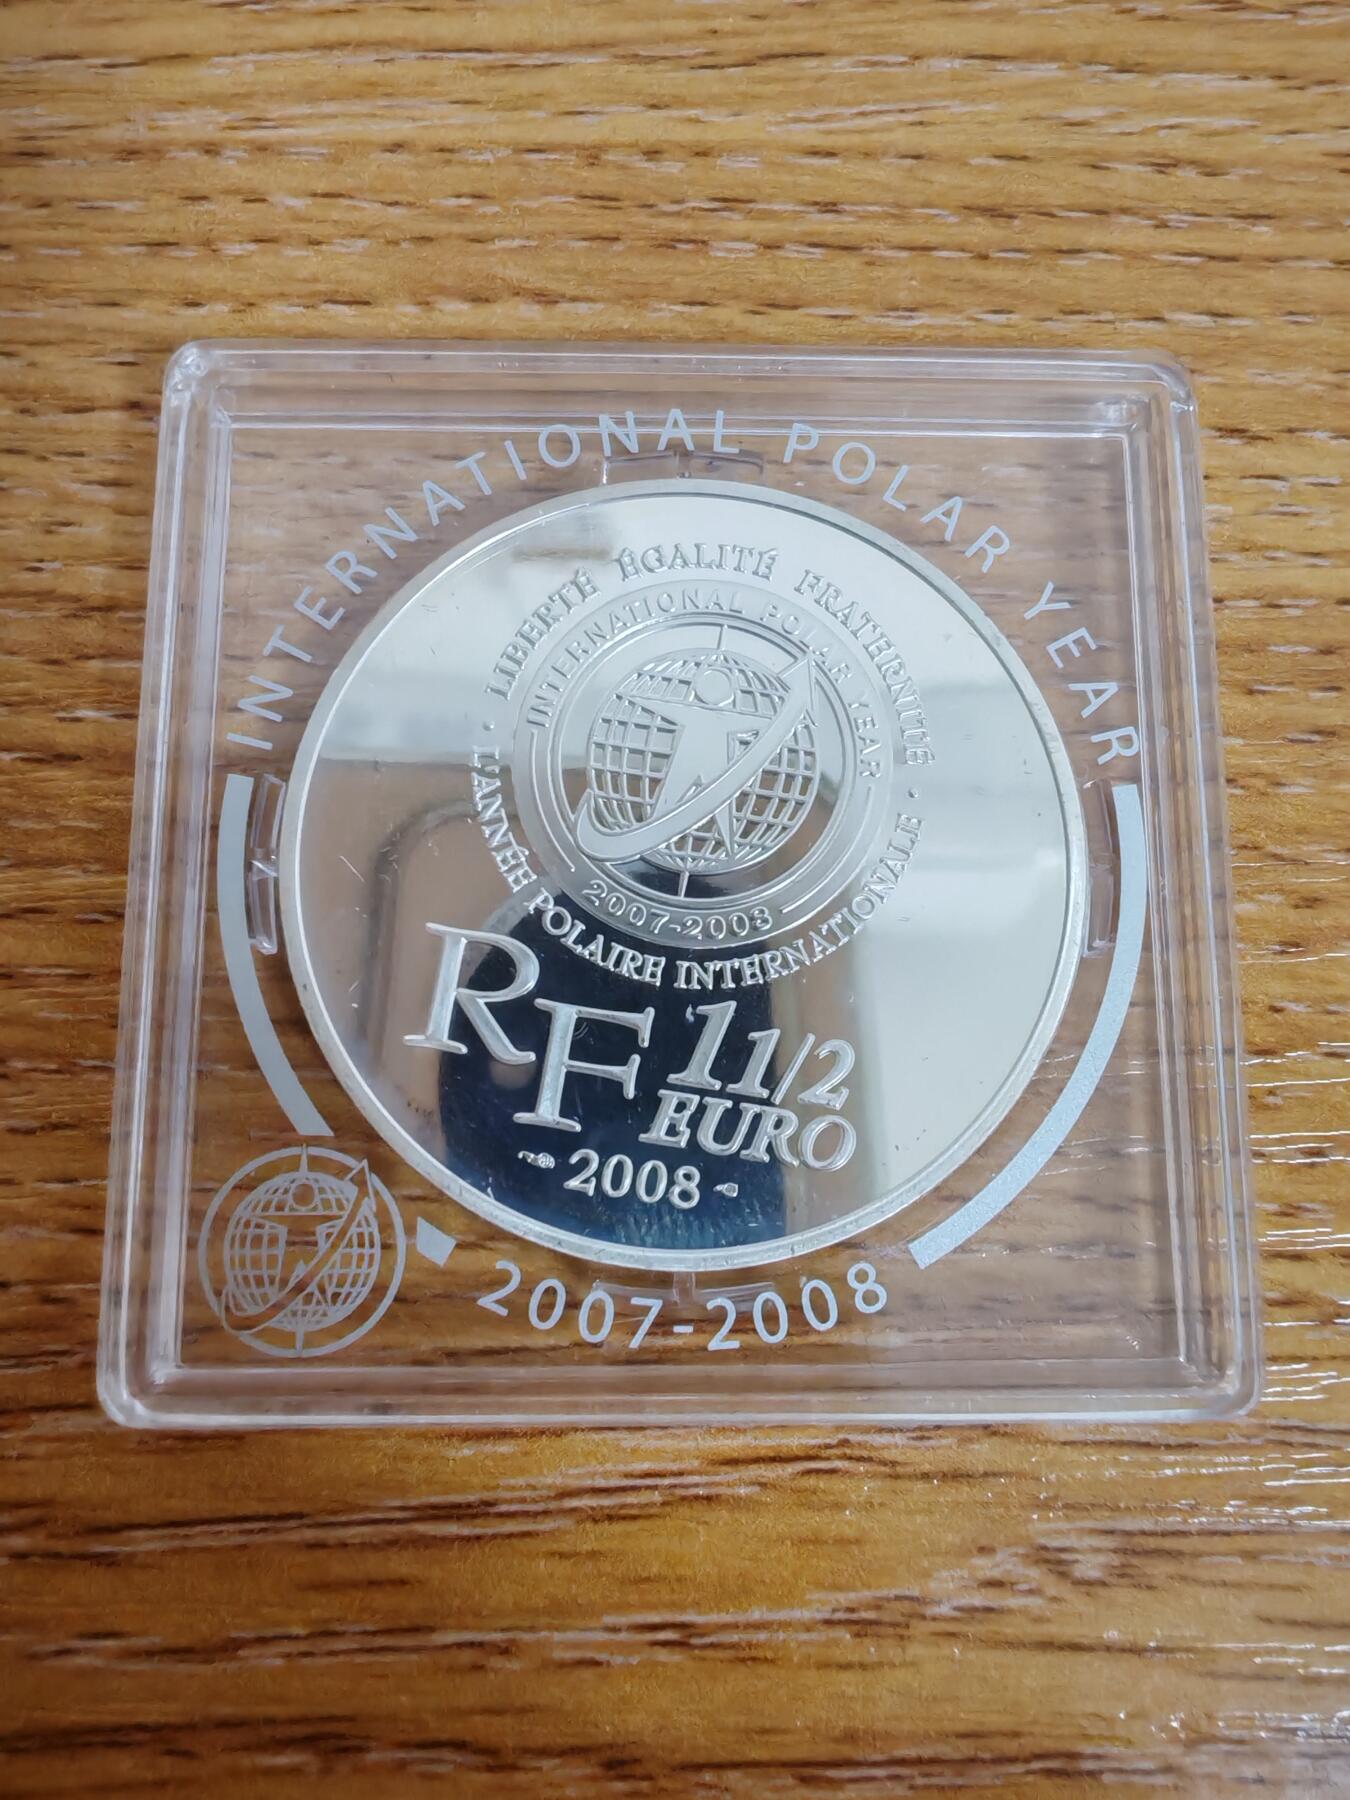 INTERNATIONAL POLAR YEAR
LIBERTÉ ÉGALITÉ FRATERNITÉ
INTERNATIONAL POLAR YEAR
2007-2008
· L'ANNÉE POLAIRE INTERNATIONALE ·
RF
1 1/2
EURO
2008
2007-2008